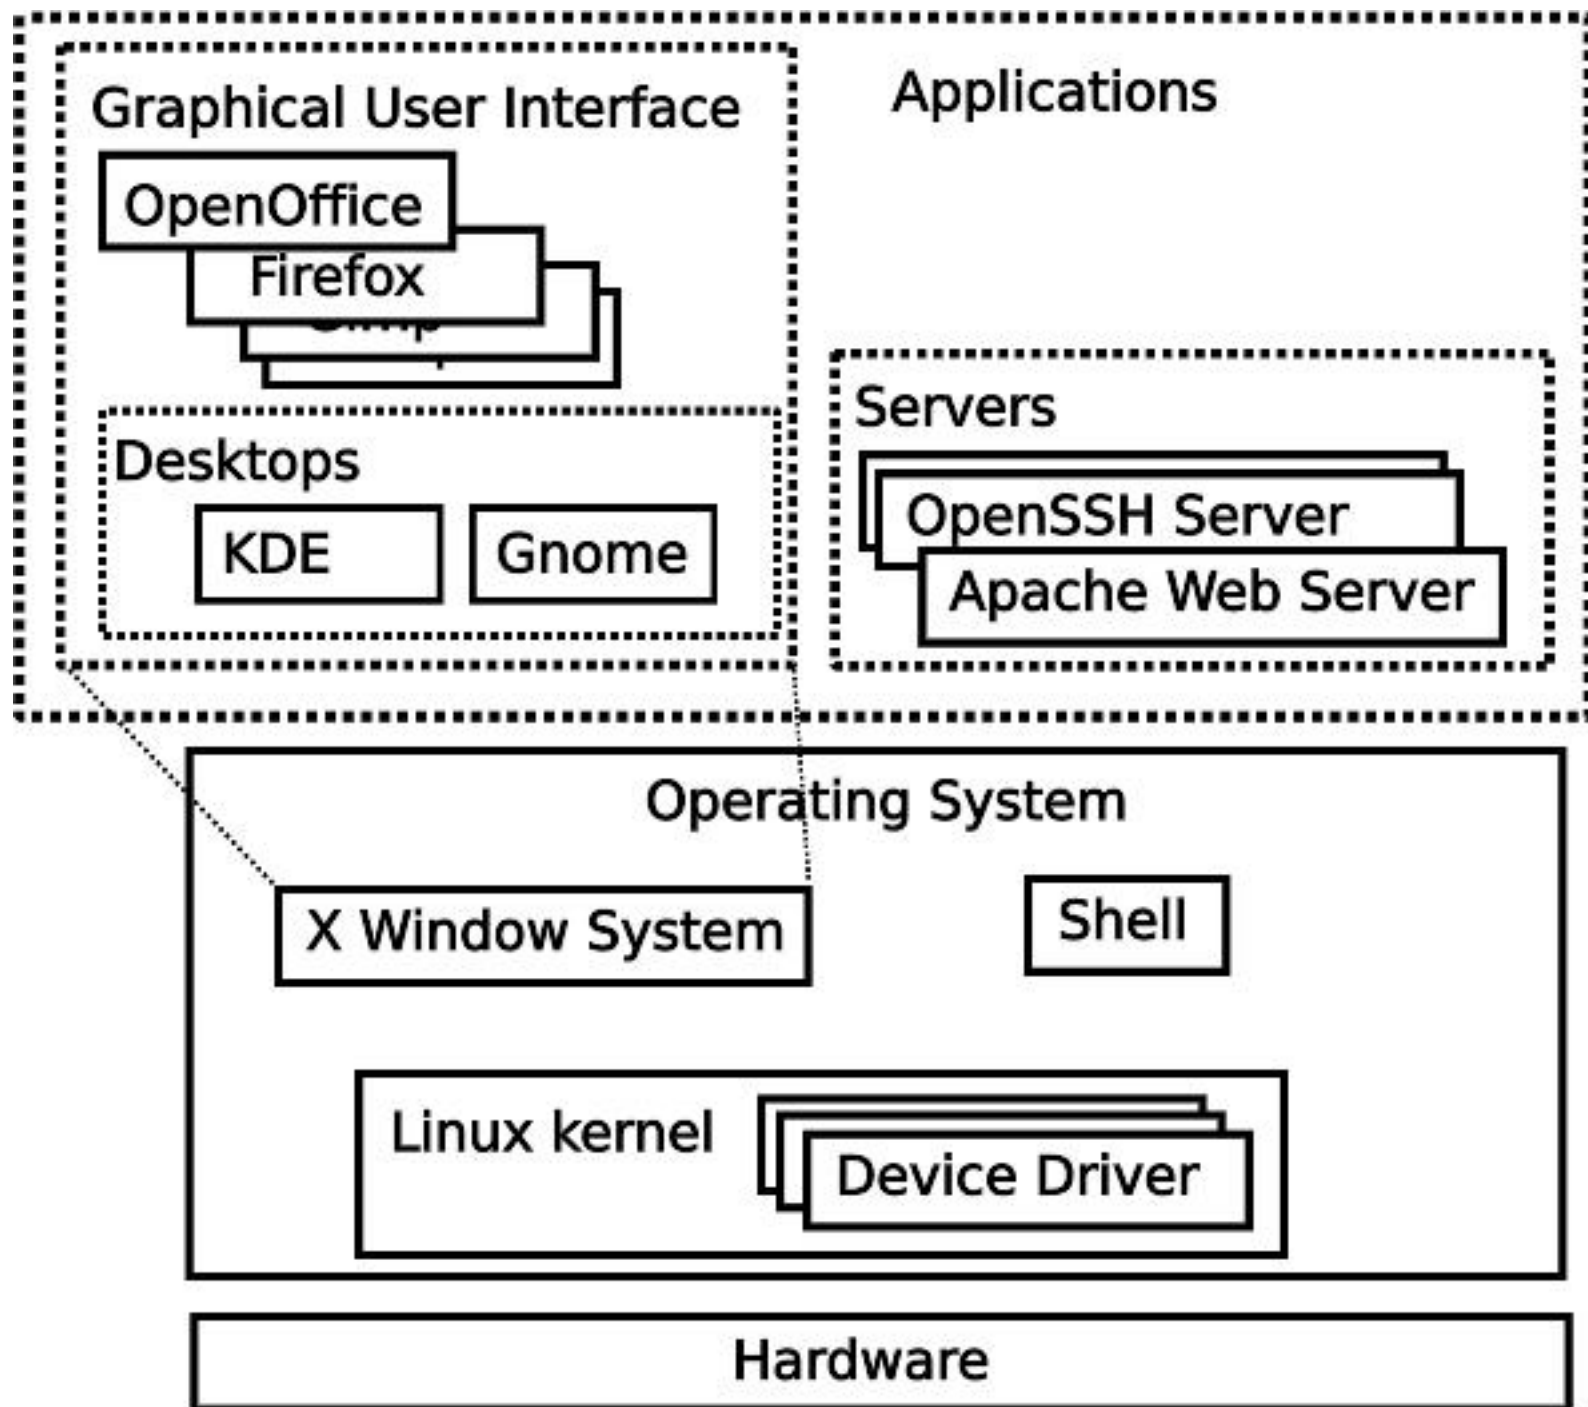 Graphical User Interface
Applications
OpenOffice
Firefox
Desktops
KDE
Gnome
Servers
OpenSSH Server
Apache Web Server
Operating System
X Window System
Shell
Linux kernel
Device Driver
Hardware